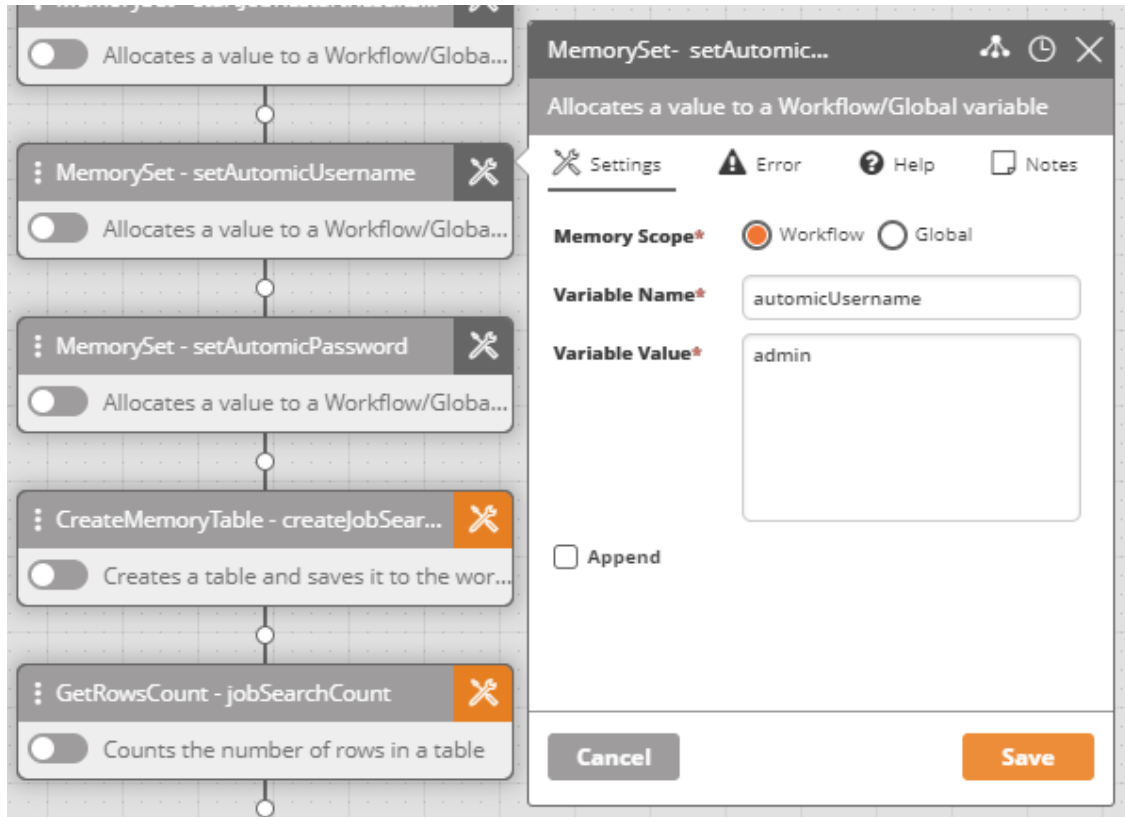 MemorySet -
Allocates a value to a Workflow/Globa...
MemorySet - setAutomicUsername
Allocates a value to a Workflow/Globa...
MemorySet - setAutomicPassword
Allocates a value to a Workflow/Globa...
CreateMemoryTable - createJobSear...
Creates a table and saves it to the wor...
GetRowsCount - jobSearchCount
Counts the number of rows in a table
MemorySet- setAutomic...
Allocates a value to a Workflow/Global variable
Settings Error Help Notes
Memory Scope* Workflow Global
Variable Name* automicUsername
Variable Value* admin
Append
Cancel Save